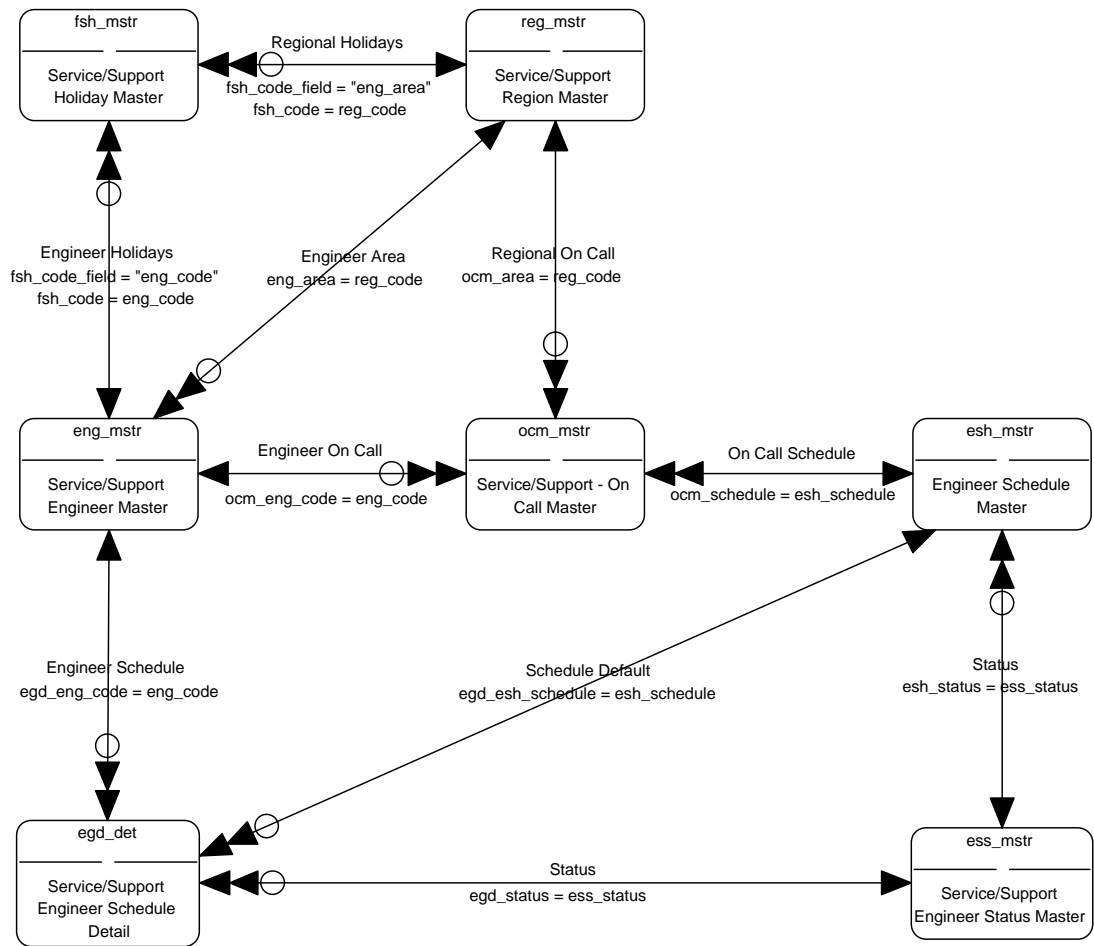 fsh_mstr
Service/Support
Holiday Master
Regional Holidays
fsh_code_field = "eng_area"
fsh_code = reg_code
reg_mstr
Service/Support
Region Master
Engineer Holidays
fsh_code_field = "eng_code"
fsh_code = eng_code
Engineer Area
eng_area = reg_code
Regional On Call
ocm_area = reg_code
eng_mstr
Service/Support
Engineer Master
Engineer On Call
ocm_eng_code = eng_code
ocm_mstr
Service/Support - On
Call Master
On Call Schedule
ocm_schedule = esh_schedule
esh_mstr
Engineer Schedule
Master
Engineer Schedule
egd_eng_code = eng_code
Schedule Default
egd_esh_schedule = esh_schedule
Status
esh_status = ess_status
egd_det
Service/Support
Engineer Schedule
Detail
Status
egd_status = ess_status
ess_mstr
Service/Support
Engineer Status Master